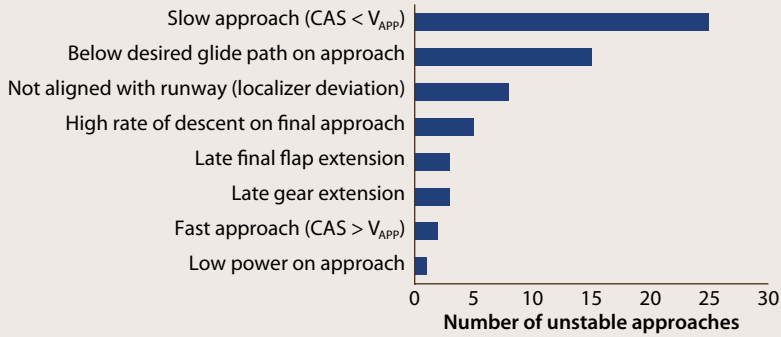 Slow approach (CAS < VAPP)
Below desired glide path on approach
Not aligned with runway (localizer deviation)
High rate of descent on final approach
Late final flap extension
Late gear extension
Fast approach (CAS > VAPP)
Low power on approach
0 5 10 15 20 25 30
Number of unstable approaches